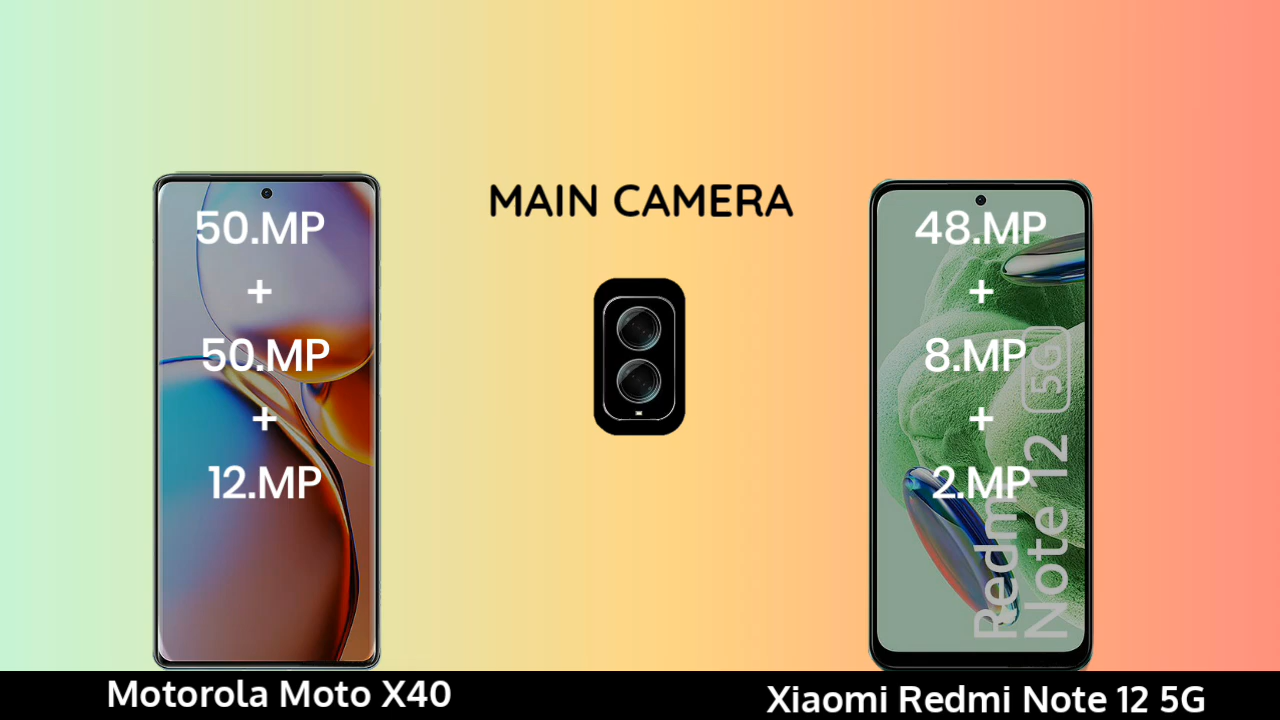 MAIN CAMERA
50.MP
+
50.MP
+
12.MP
48.MP
+
8.MP
+
2.MP
Redmi
Note 12 5G
Motorola Moto X40
Xiaomi Redmi Note 12 5G